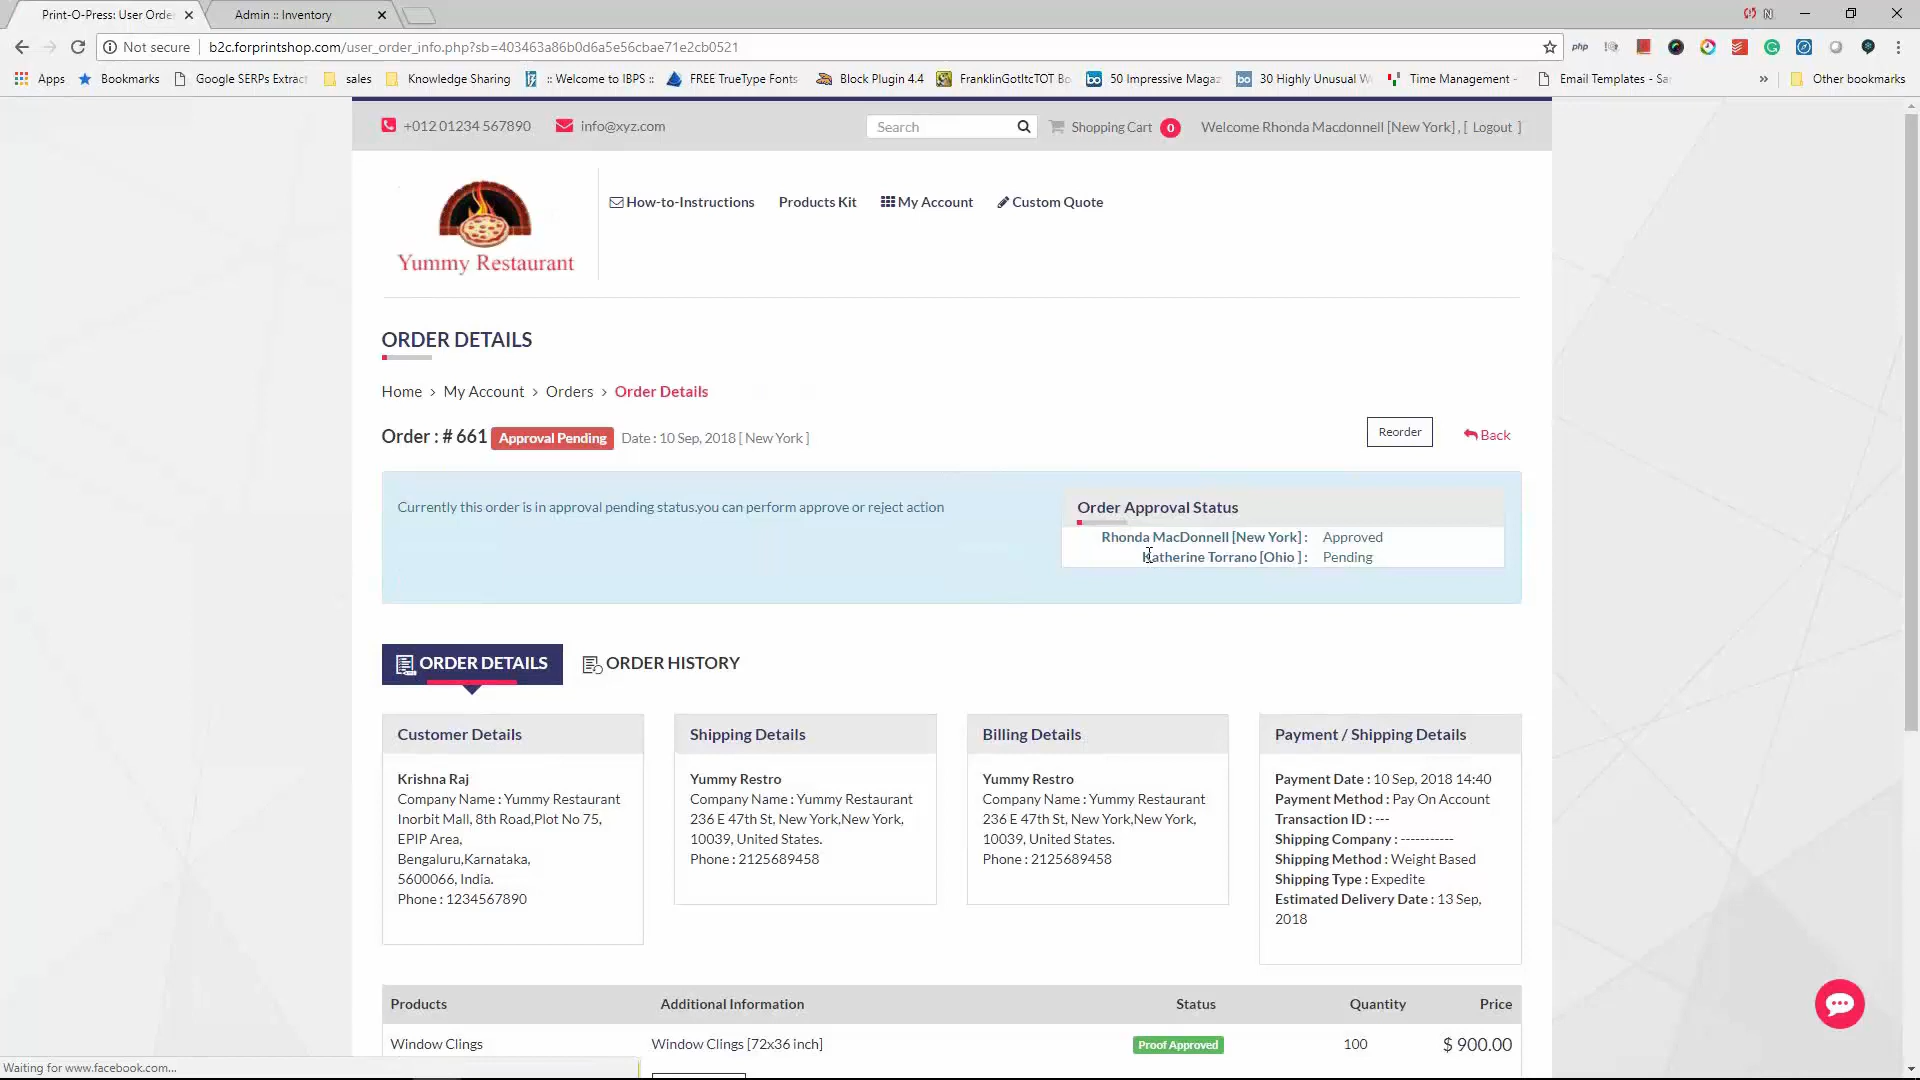 Print-O-Press: User Orde
Admin :: Inventory
Not secure
b2c.forprintshop.com/user_order_info.php?sb=403463a86b0d6a5e56cbae71e2cb0521
php
Apps
Bookmarks
Google SERPs Extrac
sales
Knowledge Sharing
:: Welcome to IBPS ::
FREE TrueType Fonts
Block Plugin 4.4
FranklinGotItcTOT Bo
bo
50 Impressive Magaz
bo
30 Highly Unusual W
Time Management -
Email Templates - Sar
»
Other bookmarks
+012 01234 567890
info@xyz.com
Search
Shopping Cart 0
Welcome Rhonda Macdonnell [New York] , [ Logout ]
Yummy Restaurant
How-to-Instructions
Products Kit
My Account
Custom Quote
ORDER DETAILS
Home > My Account > Orders > Order Details
Order : # 661 Approval Pending Date : 10 Sep, 2018 [ New York ]
Reorder
Back
Currently this order is in approval pending status.you can perform approve or reject action
Order Approval Status
Rhonda MacDonnell [New York] : Approved
Katherine Torrano [Ohio ] : Pending
ORDER DETAILS
ORDER HISTORY
Customer Details
Krishna Raj
Company Name : Yummy Restaurant
Inorbit Mall, 8th Road,Plot No 75,
EPIP Area,
Bengaluru,Karnataka,
5600066, India.
Phone : 1234567890
Shipping Details
Yummy Restro
Company Name : Yummy Restaurant
236 E 47th St, New York,New York,
10039, United States.
Phone : 2125689458
Billing Details
Yummy Restro
Company Name : Yummy Restaurant
236 E 47th St, New York,New York,
10039, United States.
Phone : 2125689458
Payment / Shipping Details
Payment Date : 10 Sep, 2018 14:40
Payment Method : Pay On Account
Transaction ID : ---
Shipping Company : -----------
Shipping Method : Weight Based
Shipping Type : Expedite
Estimated Delivery Date : 13 Sep,
2018
Products Additional Information Status Quantity Price
Window Clings Window Clings [72x36 inch] Proof Approved 100 $ 900.00
Waiting for www.facebook.com...